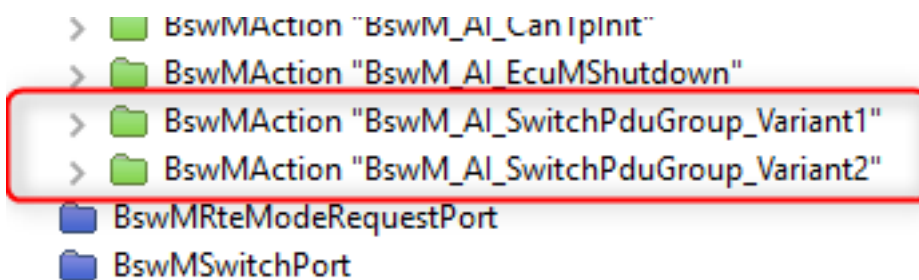 BswMAction "BswM_AI_CanTpInit"
BswMAction "BswM_AI_EcuMShutdown"
BswMAction "BswM_AI_SwitchPduGroup_Variant1"
BswMAction "BswM_AI_SwitchPduGroup_Variant2"
BswMRteModeRequestPort
BswMSwitchPort